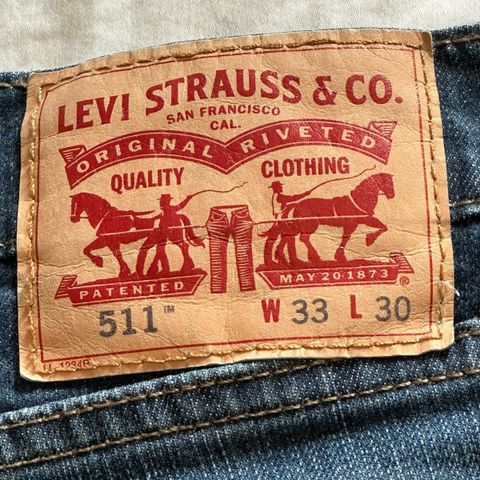 LEVI STRAUSS & CO.
SAN FRANCISCO
CAL.
ORIGINAL RIVETED
QUALITY CLOTHING
PATENTED MAY 20 1873 ®
511™ W 33 L 30